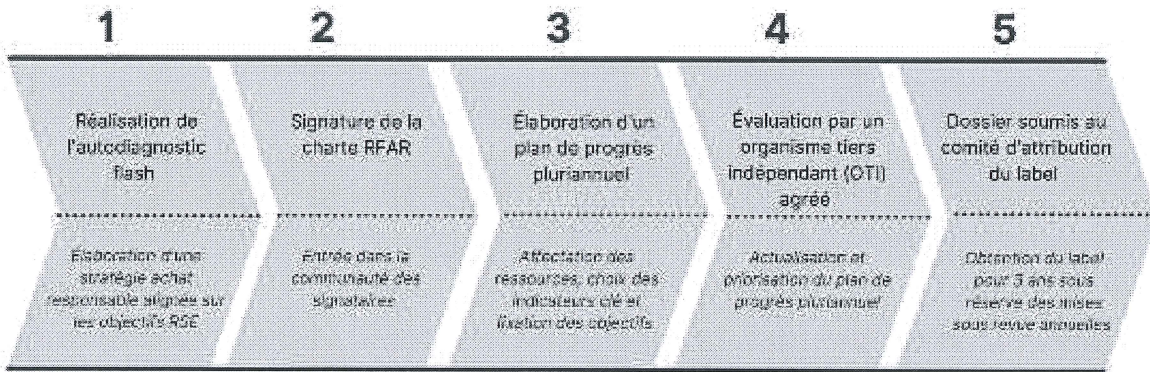 1
2
3
4
5
Réalisation de
l'autodiagnostic
flash
Signature de la
charte RFAR
Élaboration d'un
plan de progrès
pluriannuel
Évaluation par un
organisme tiers
indépendant (OTI)
agréé
Dossier soumis au
comité d'attribution
du label
Élaboration d'une
stratégie achat
responsable alignée sur
les objectifs RSE
Entrée dans la
communauté des
signataires
Affectation des
ressources, choix des
indicateurs clé et
fixation des objectifs
Actualisation et
priorisation du plan de
progrès pluriannuel
Obtention du label
pour 3 ans sous
réserve des mises
sous revue annuelles